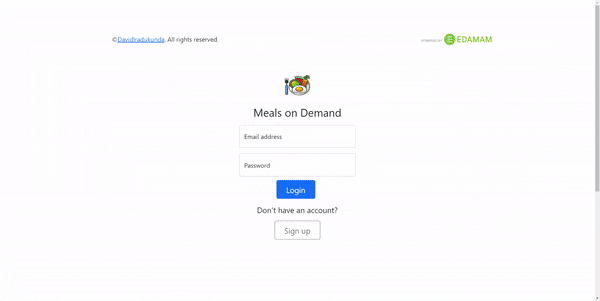 ©Davidtradukunda. All rights reserved.
POWERED BY EDAMAM
Meals on Demand
Email address
Password
Login
Don't have an account?
Sign up